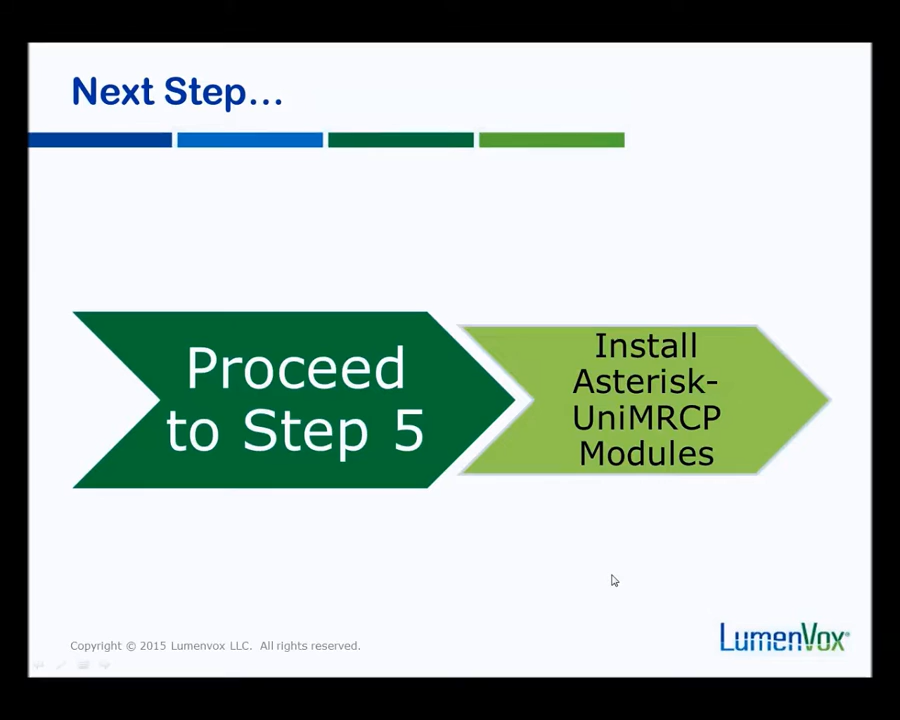 Next Step...
Proceed
to Step 5
Install
Asterisk-
UniMRCP
Modules
Copyright © 2015 Lumenvox LLC. All rights reserved.
LumenVox®